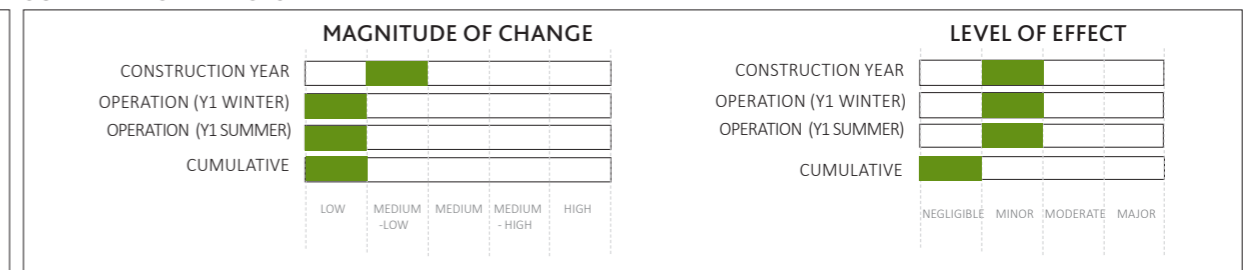 MAGNITUDE OF CHANGE
CONSTRUCTION YEAR
OPERATION (Y1 WINTER)
OPERATION (Y1 SUMMER)
CUMULATIVE
LOW
MEDIUM
-LOW
MEDIUM
MEDIUM
- HIGH
HIGH
LEVEL OF EFFECT
CONSTRUCTION YEAR
OPERATION (Y1 WINTER)
OPERATION (Y1 SUMMER)
CUMULATIVE
NEGLIGIBLE MINOR MODERATE MAJOR